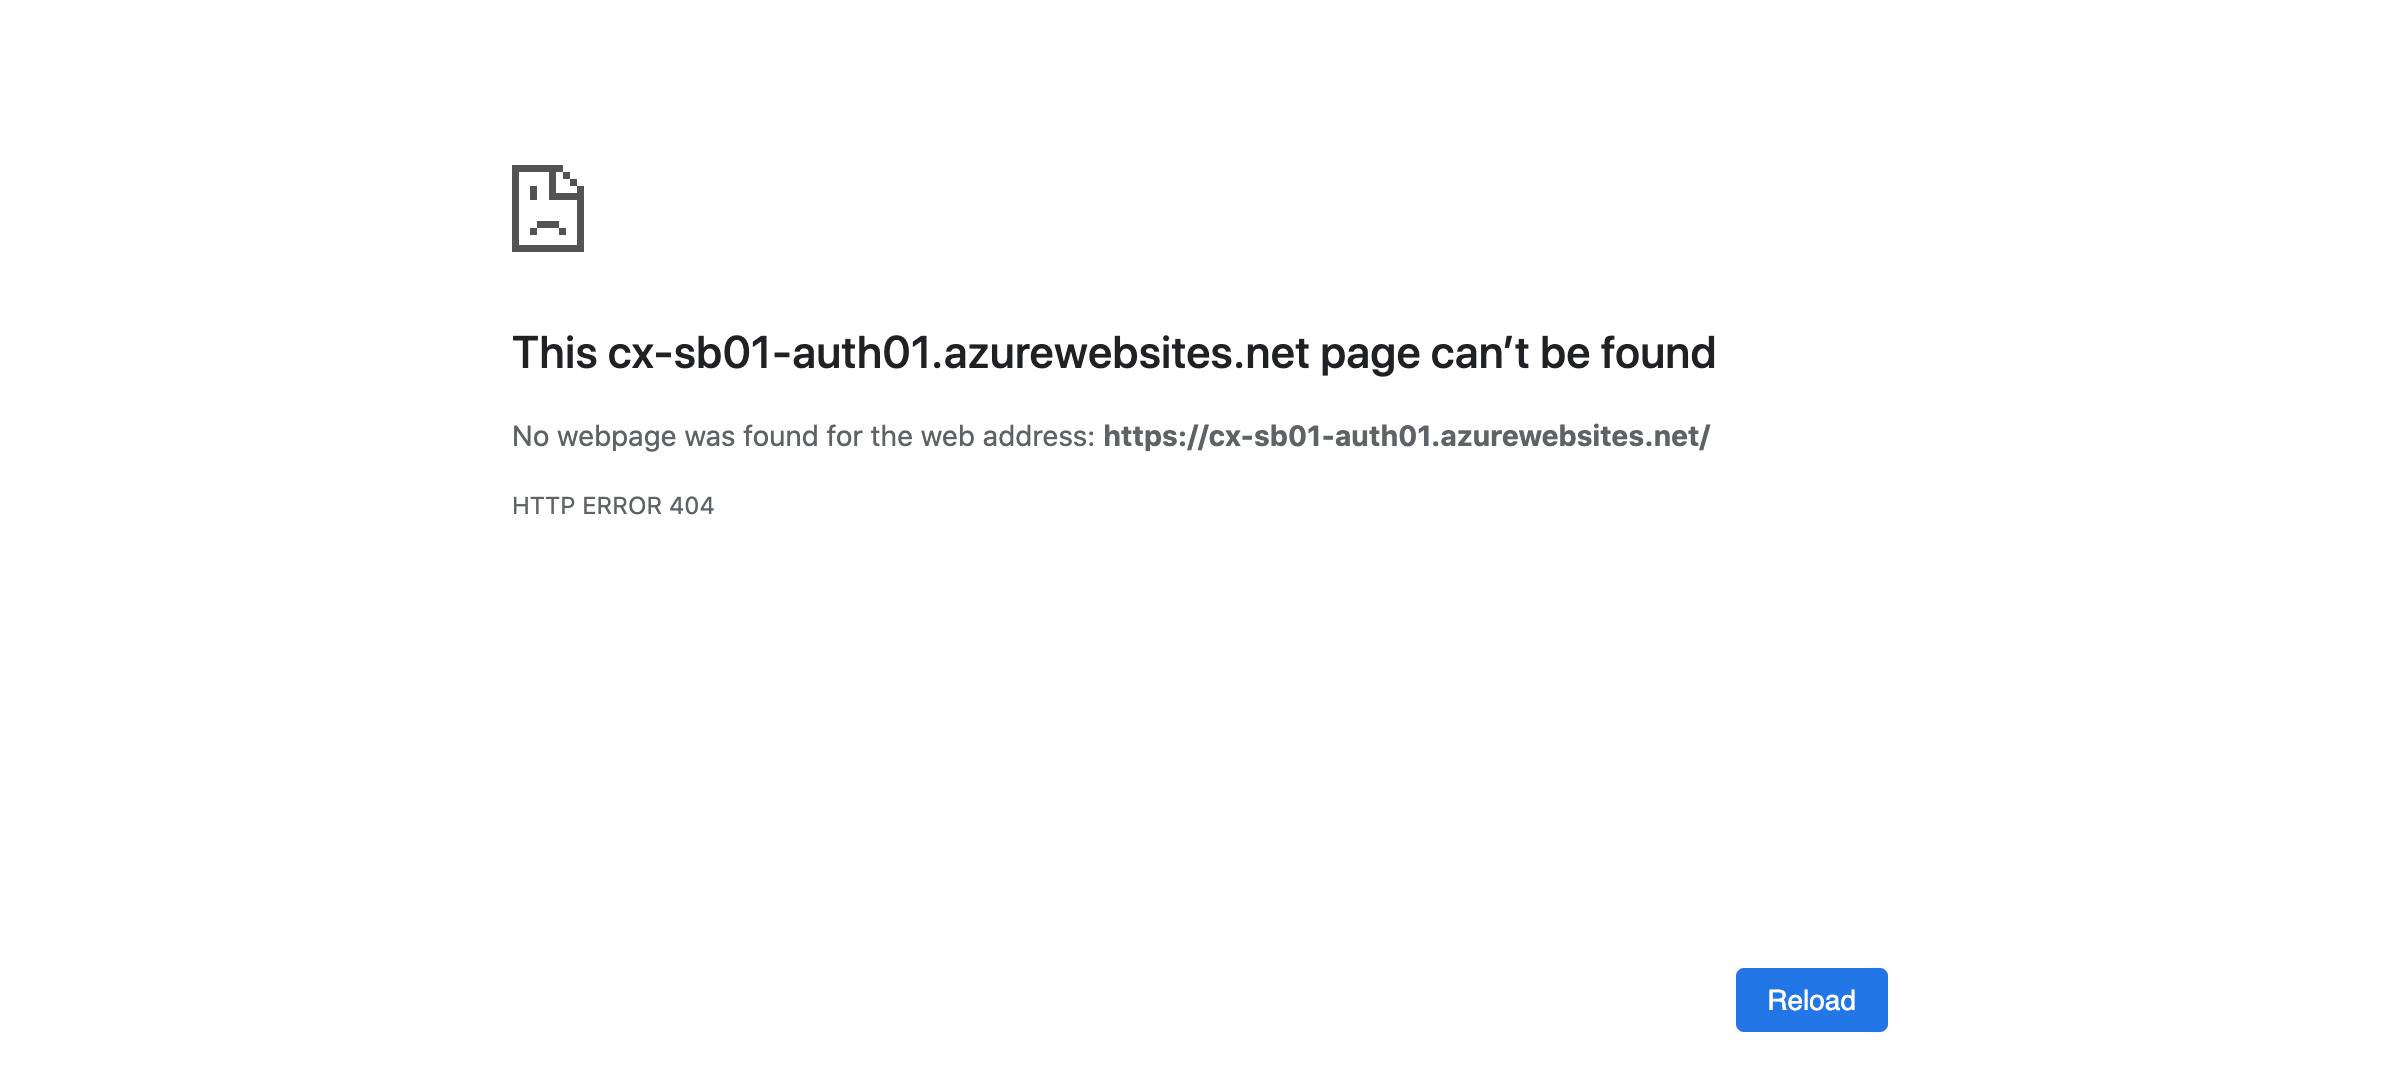 This cx-sb01-auth01.azurewebsites.net page can’t be found
No webpage was found for the web address: https://cx-sb01-auth01.azurewebsites.net/
HTTP ERROR 404
Reload